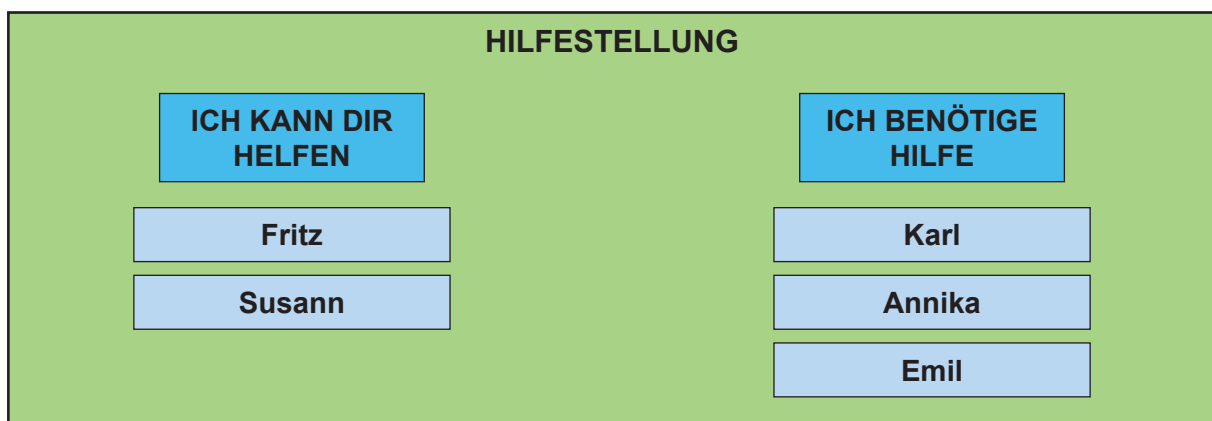 HILFESTELLUNG
ICH KANN DIR
HELFEN
Fritz
Susann
ICH BENÖTIGE
HILFE
Karl
Annika
Emil